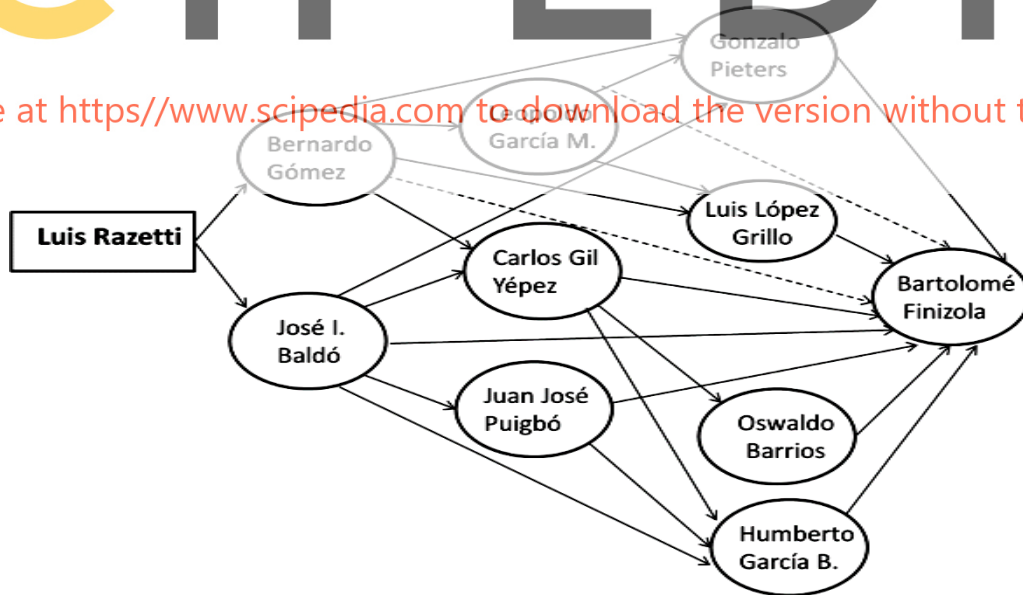 Gonzalo
Pieters
e at https//www.scipedia.com to download the version without t
Leopoldo
García M.
Bernardo
Gómez
Luis López
Grillo
Luis Razetti
Carlos Gil
Yépez
Bartolomé
Finizola
José I.
Baldó
Juan José
Puigbó
Oswaldo
Barrios
Humberto
García B.